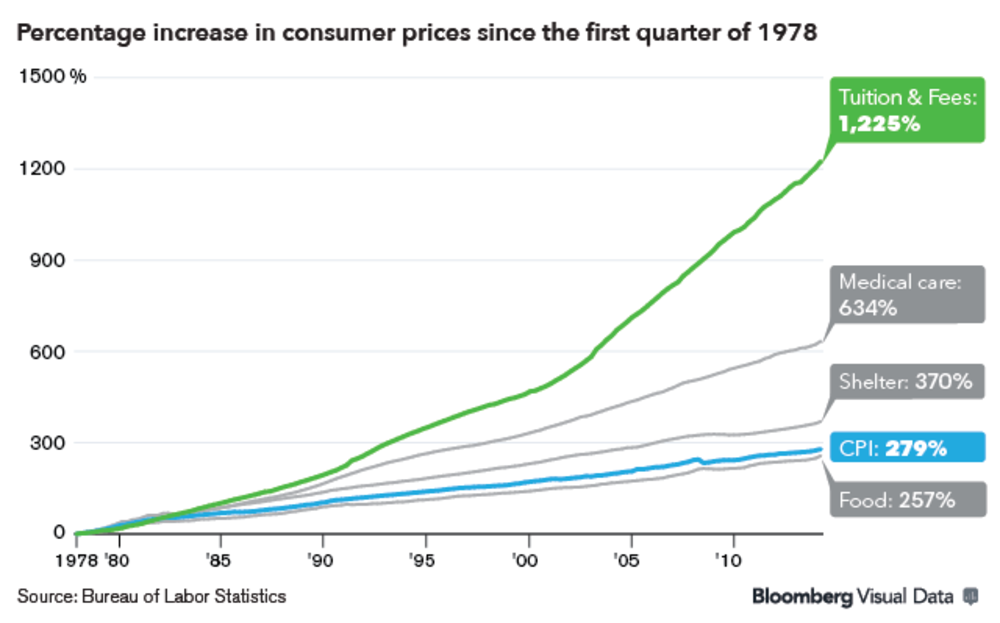 Percentage increase in consumer prices since the first quarter of 1978
1500 %
Tuition & Fees:
1,225%
1200
900
Medical care:
634%
600
Shelter: 370%
300
CPI: 279%
Food: 257%
0
1978 '80 '85 '90 '95 '00 '05 '10
Source: Bureau of Labor Statistics
Bloomberg Visual Data